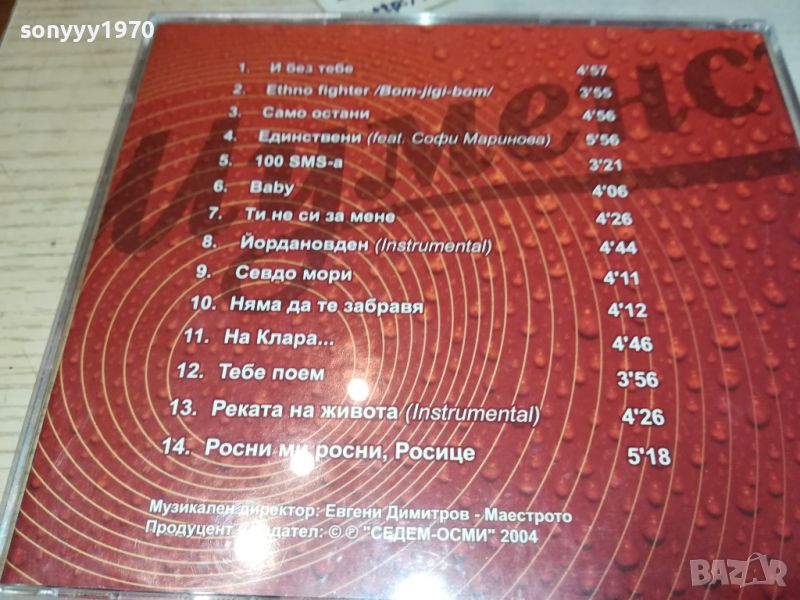 sonyyy1970
1. И без тебе 4'57
2. Ethno fighter /Bom-jigi-bom/ 3'55
3. Само остани 4'56
4. Единствени (feat. Софи Маринова) 5'56
5. 100 SMS-а 3'21
6. Baby 4'06
7. Ти не си за мене 4'26
8. Йордановден (Instrumental) 4'44
9. Севдо мори 4'11
10. Няма да те забравя 4'12
11. На Клара... 4'46
12. Тебе поем 3'56
13. Реката на живота (Instrumental) 4'26
14. Росни ми росни, Росице 5'18
Музикален директор: Евгени Димитров - Маестрото
Продуцент и издател: © ℗ "СЕДЕМ-ОСМИ" 2004
BAZAR